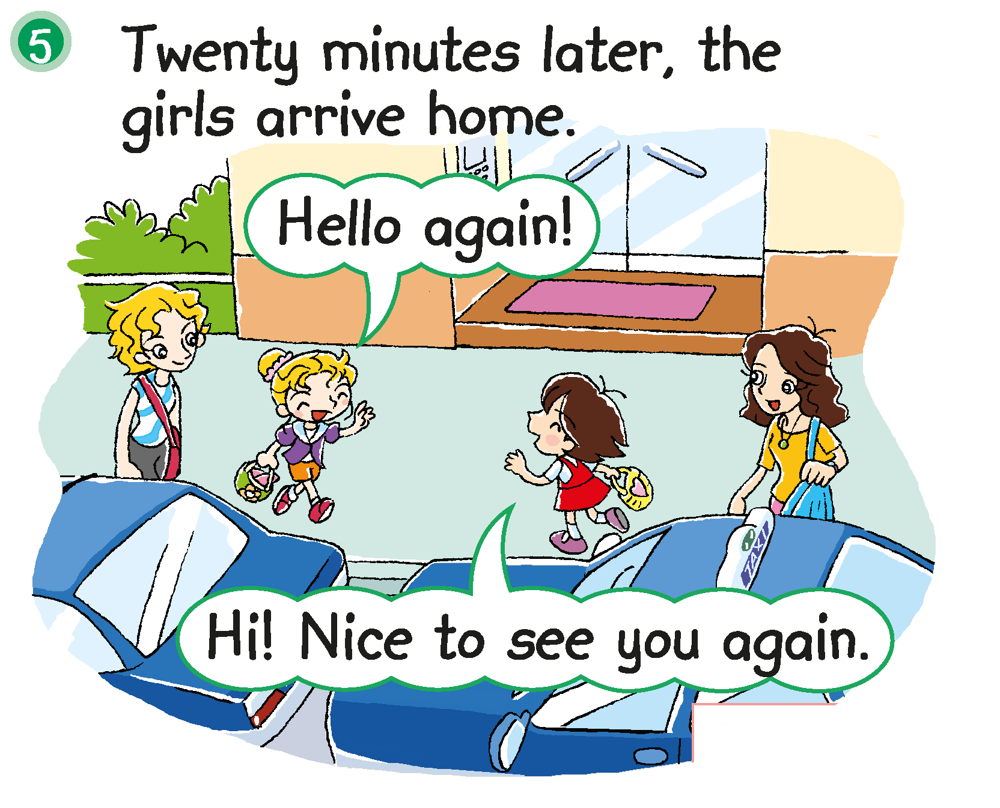 5
Twenty minutes later, the
girls arrive home.
Hello again!
TAXI
Hi! Nice to see you again.